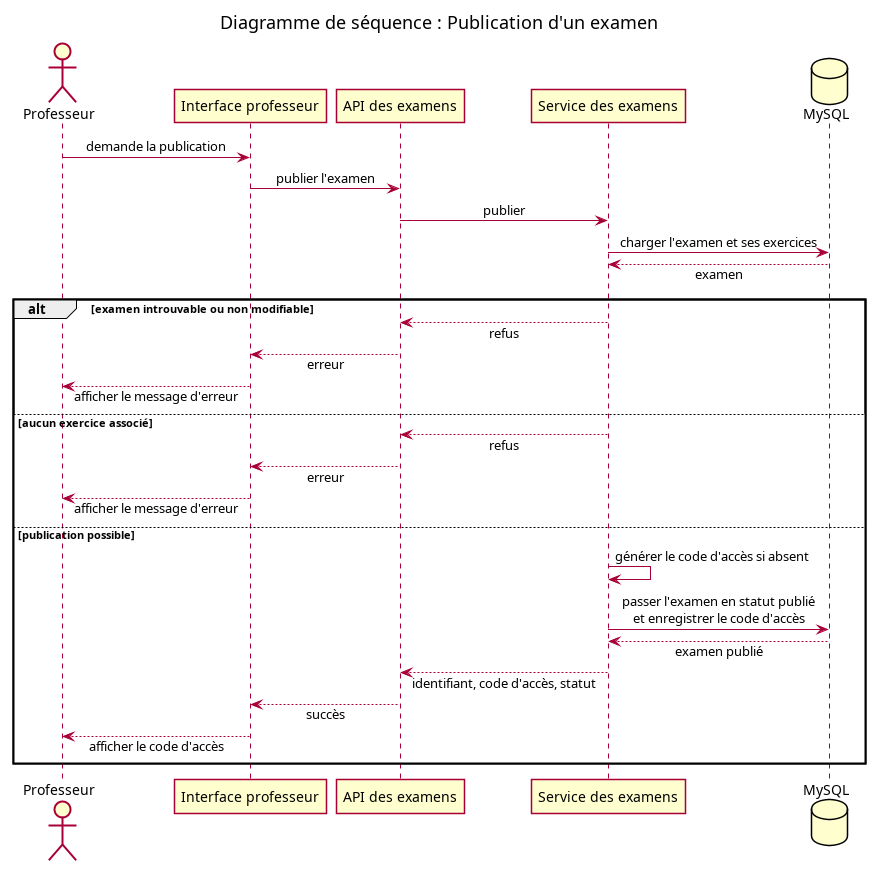 Diagramme de séquence : Publication d'un examen
Professeur
Interface professeur
API des examens
Service des examens
MySQL
demande la publication
publier l'examen
publier
charger l'examen et ses exercices
examen
alt
[examen introuvable ou non modifiable]
refus
erreur
afficher le message d'erreur
[aucun exercice associé]
refus
erreur
afficher le message d'erreur
[publication possible]
générer le code d'accès si absent
passer l'examen en statut publié
et enregistrer le code d'accès
examen publié
identifiant, code d'accès, statut
succès
afficher le code d'accès
Professeur
Interface professeur
API des examens
Service des examens
MySQL